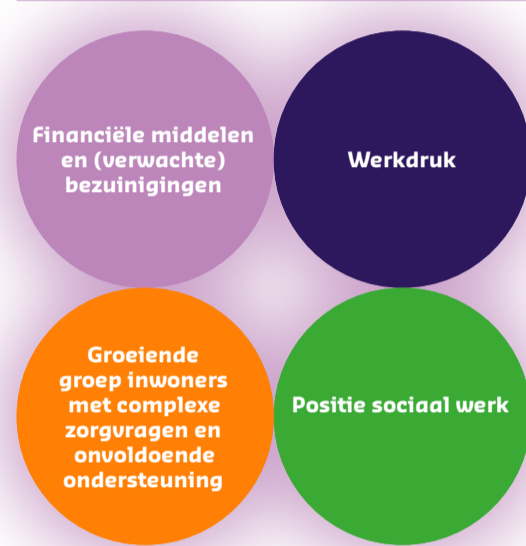 Financiële middelen
en (verwachte)
bezuinigingen
Werkdruk
Groeiende
groep inwoners
met complexe
zorgvragen en
onvoldoende
ondersteuning
Positie sociaal werk